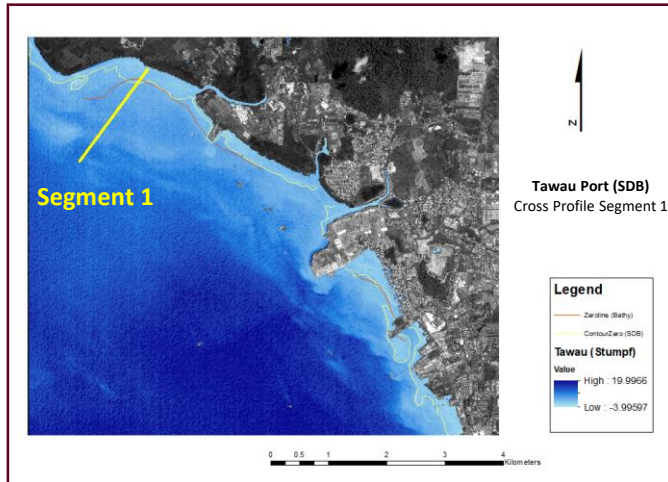 Segment 1
N
Tawau Port (SDB)
Cross Profile Segment 1
Legend
Zeroline (Bathy)
ContourZero (SDB)
Tawau (Stumpf)
Value
High : 19.9966
Low : -3.99597
0 0.5 1 2 3 4
Kilometers